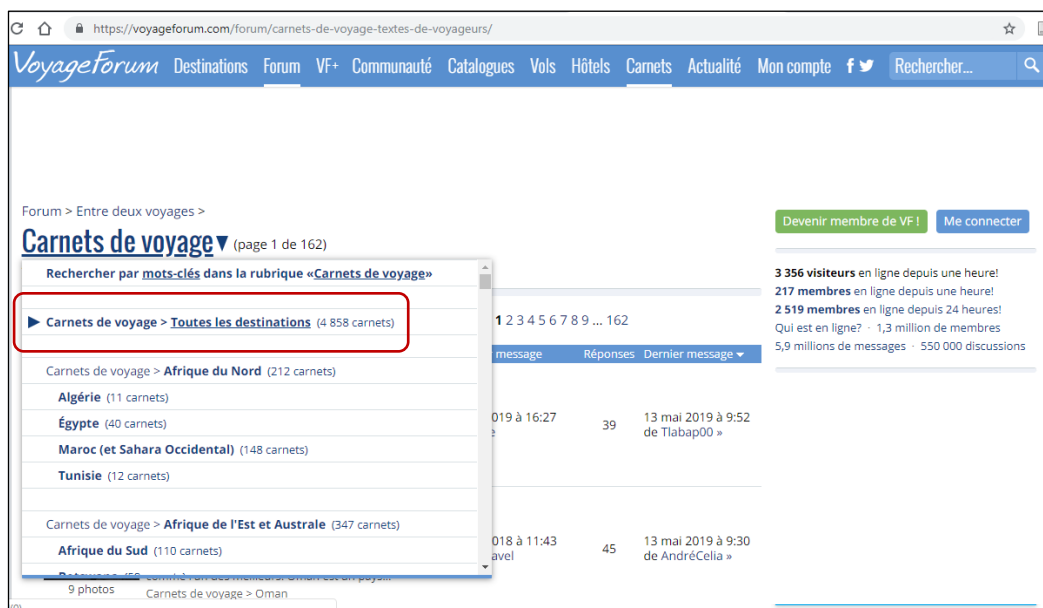 https://voyageforum.com/forum/carnets-de-voyage-textes-de-voyageurs/
VoyageForum Destinations Forum VF+ Communauté Catalogues Vols Hôtels Carnets Actualité Mon compte Rechercher...
Forum > Entre deux voyages >
Carnets de voyage ▼ (page 1 de 162)
Rechercher par mots-clés dans la rubrique «Carnets de voyage»
Carnets de voyage > Toutes les destinations (4 858 carnets)
Carnets de voyage > Afrique du Nord (212 carnets)
Algérie (11 carnets)
Égypte (40 carnets)
Maroc (et Sahara Occidental) (148 carnets)
Tunisie (12 carnets)
Carnets de voyage > Afrique de l'Est et Australe (347 carnets)
Afrique du Sud (110 carnets)
9 photos
Carnets de voyage > Oman
1 2 3 4 5 6 7 8 9 ... 162
message Réponses Dernier message
019 à 16:27 39 13 mai 2019 à 9:52
de Tlabap00 »
018 à 11:43 45 13 mai 2019 à 9:30
de AndréCelia »
Devenir membre de VF ! Me connecter
3 356 visiteurs en ligne depuis une heure!
217 membres en ligne depuis une heure!
2 519 membres en ligne depuis 24 heures!
Qui est en ligne? · 1,3 million de membres
5,9 millions de messages · 550 000 discussions